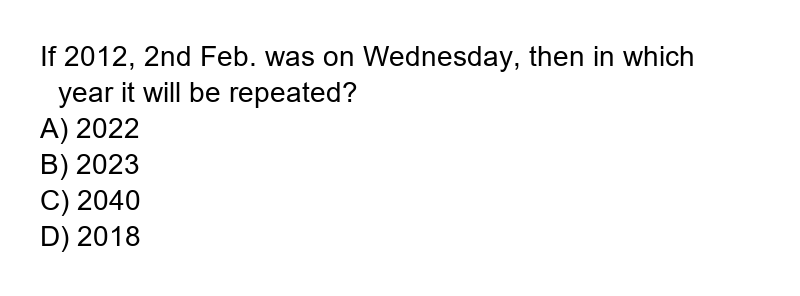 If 2012, 2nd Feb. was on Wednesday, then in which
year it will be repeated?
A) 2022
B) 2023
C) 2040
D) 2018